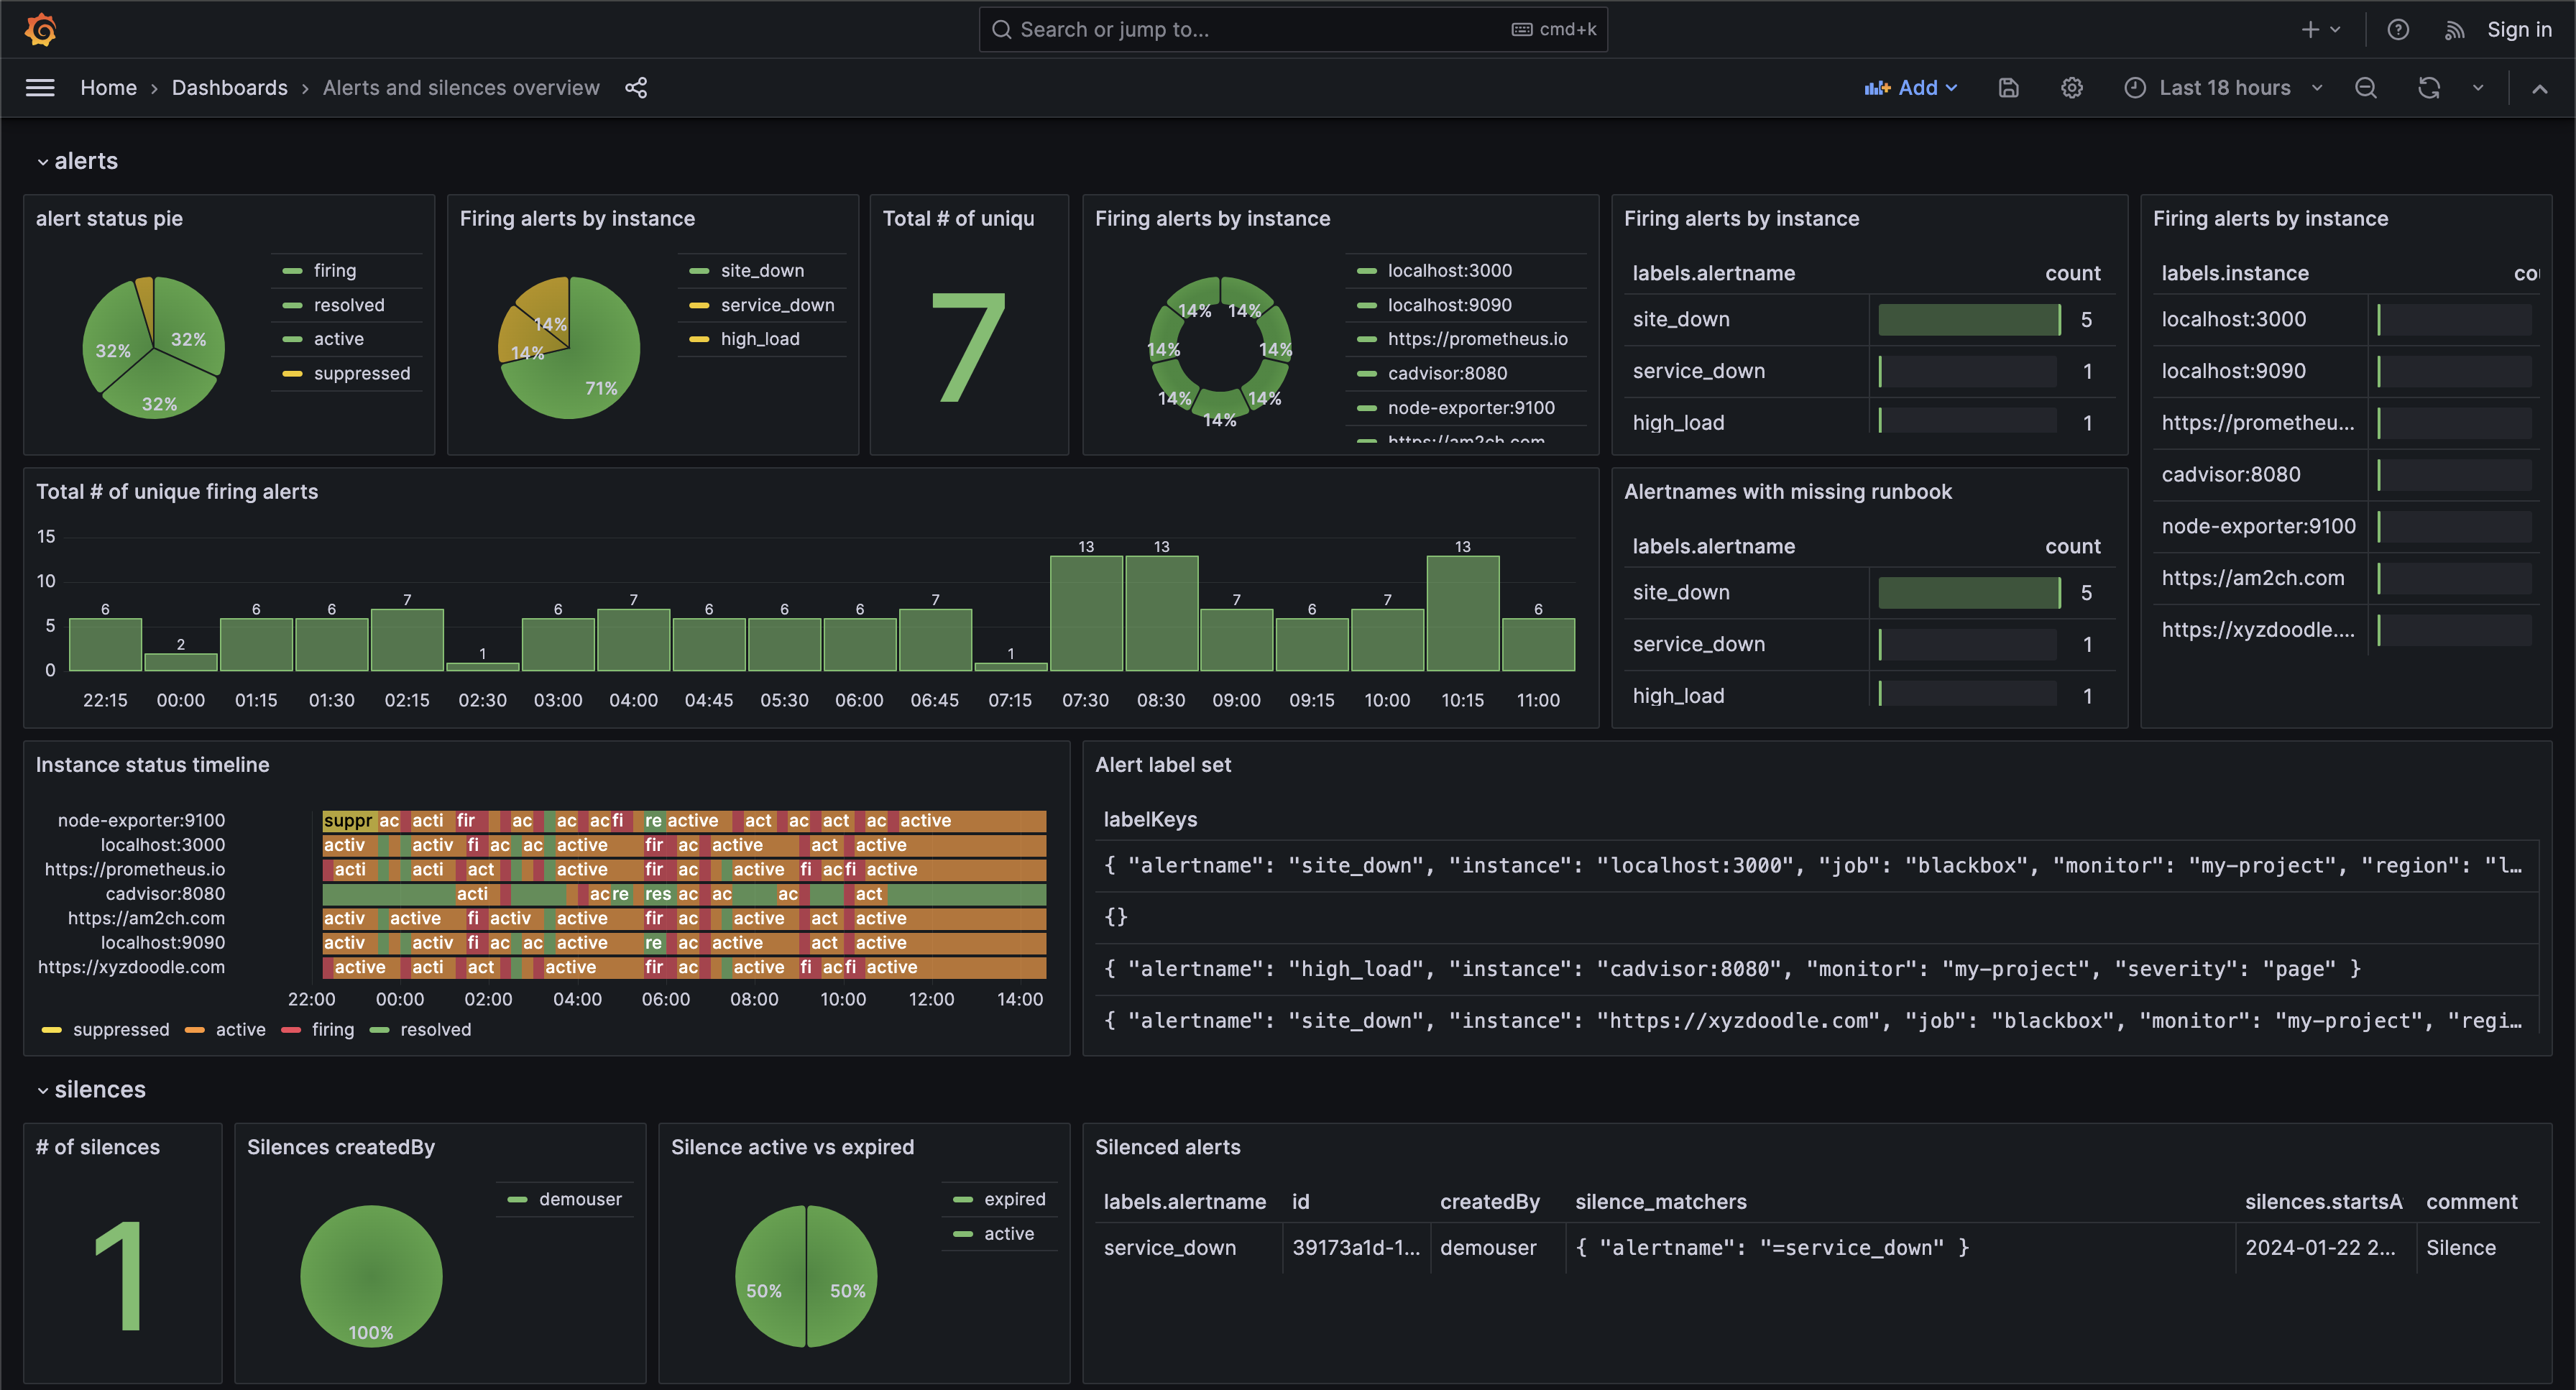 Search or jump to...
cmd+k
Sign in
Home
Dashboards
Alerts and silences overview
Add
Last 18 hours
alerts
alert status pie
firing
resolved
active
suppressed
32%
32%
32%
Firing alerts by instance
site_down
service_down
high_load
14%
14%
71%
Total # of uniqu
7
Firing alerts by instance
localhost:3000
localhost:9090
https://prometheus.io
cadvisor:8080
node-exporter:9100
https://am2ch.com
14%
14%
14%
14%
14%
14%
14%
Firing alerts by instance
labels.alertname count
site_down 5
service_down 1
high_load 1
Firing alerts by instance
labels.instance
localhost:3000
localhost:9090
https://prometheu...
cadvisor:8080
node-exporter:9100
https://am2ch.com
https://xyzdoodle....
Total # of unique firing alerts
15
10
5
0
6 2 6 6 7 1 6 7 6 6 6 7 1 13 13 7 6 7 13 6
22:15 00:00 01:15 01:30 02:15 02:30 03:00 04:00 04:45 05:30 06:00 06:45 07:15 07:30 08:30 09:00 09:15 10:00 10:15 11:00
Alertnames with missing runbook
labels.alertname count
site_down 5
service_down 1
high_load 1
Instance status timeline
node-exporter:9100 suppr ac acti fir ac ac ac fi re active act ac act ac active
localhost:3000 activ activ fi ac ac active fir ac active act active
https://prometheus.io acti acti act active fir ac active fi ac fi active
cadvisor:8080 acti ac re res ac ac ac act
https://am2ch.com activ active fi activ active fir ac active act active
localhost:9090 activ activ fi ac ac active re ac active act active
https://xyzdoodle.com active acti act active fir ac active fi ac fi active
22:00 00:00 02:00 04:00 06:00 08:00 10:00 12:00 14:00
suppressed active firing resolved
Alert label set
labelKeys
{ "alertname": "site_down", "instance": "localhost:3000", "job": "blackbox", "monitor": "my-project", "region": "l...
{}
{ "alertname": "high_load", "instance": "cadvisor:8080", "monitor": "my-project", "severity": "page" }
{ "alertname": "site_down", "instance": "https://xyzdoodle.com", "job": "blackbox", "monitor": "my-project", "regi...
silences
# of silences
1
Silences createdBy
demouser
100%
Silence active vs expired
expired
active
50%
50%
Silenced alerts
labels.alertname id createdBy silence_matchers silences.startsA comment
service_down 39173a1d-1... demouser { "alertname": "=service_down" } 2024-01-22 2... Silence